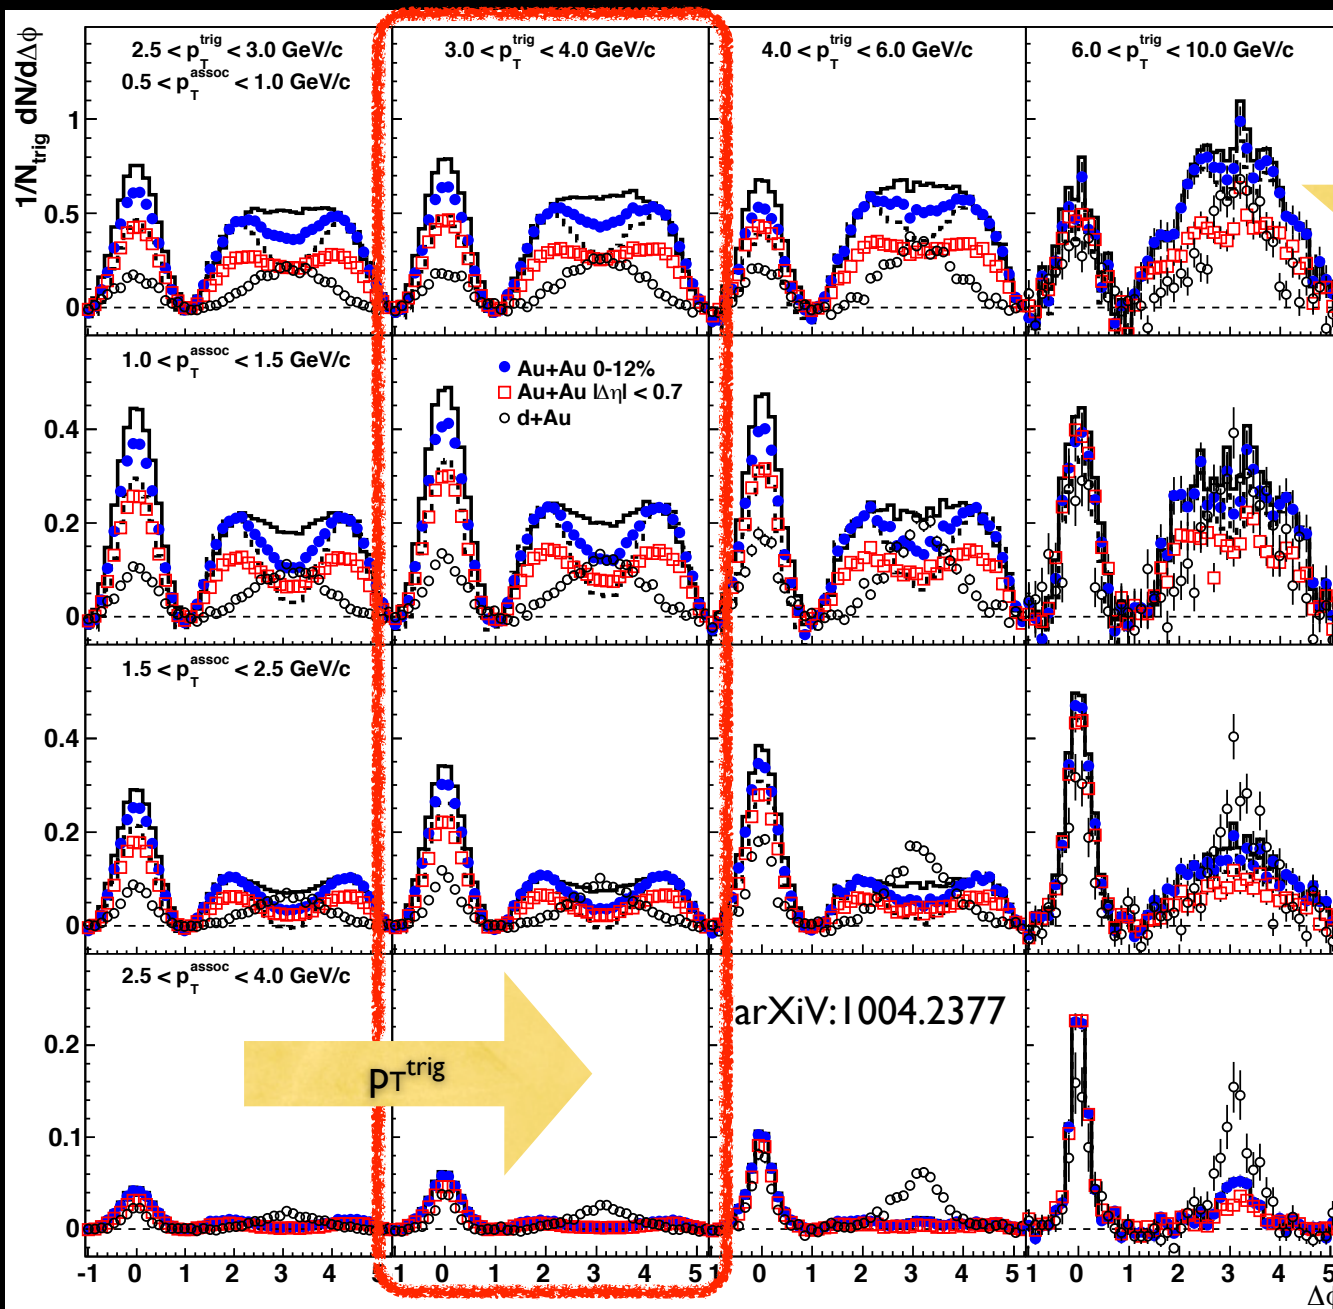 1/N_trig dN/dΔϕ
2.5 < p_T^trig < 3.0 GeV/c
0.5 < p_T^assoc < 1.0 GeV/c
3.0 < p_T^trig < 4.0 GeV/c
4.0 < p_T^trig < 6.0 GeV/c
6.0 < p_T^trig < 10.0 GeV/c
1
0.5
0
1.0 < p_T^assoc < 1.5 GeV/c
Au+Au 0-12%
Au+Au |Δη| < 0.7
d+Au
0.4
0.2
0
1.5 < p_T^assoc < 2.5 GeV/c
0.4
0.2
0
2.5 < p_T^assoc < 4.0 GeV/c
arXiV:1004.2377
pT^trig
0.2
0.1
0
-1 0 1 2 3 4 5 0 1 2 3 4 5 0 1 2 3 4 5 1 0 1 2 3 4 5